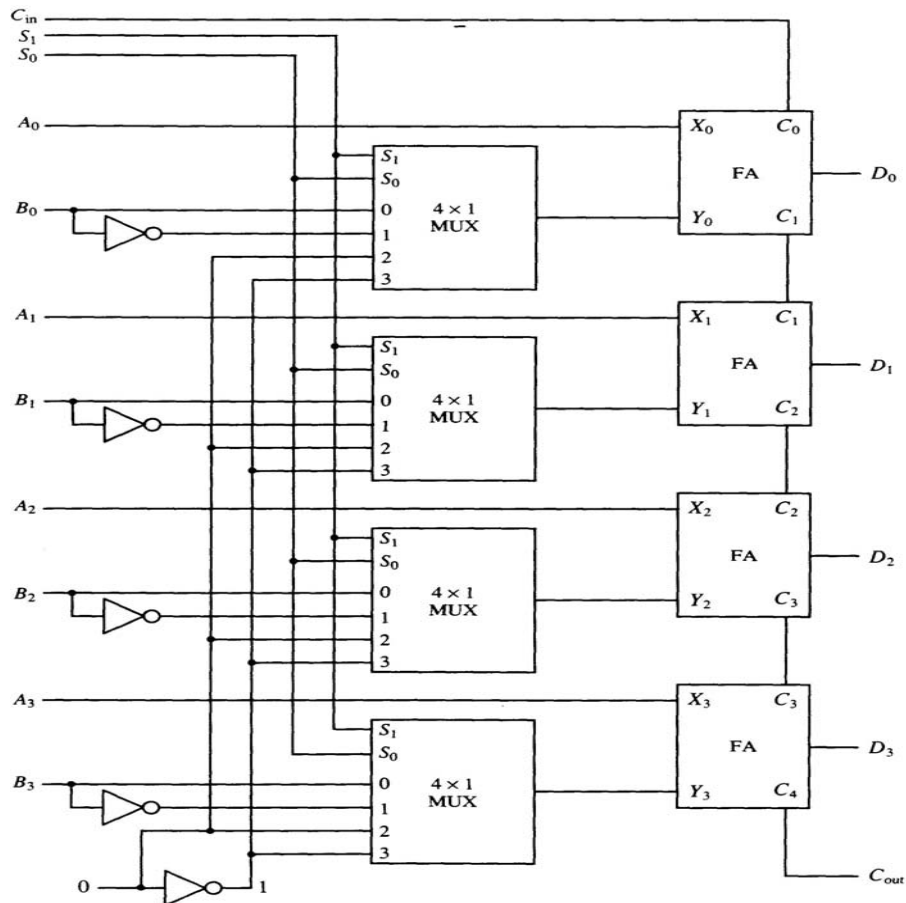 C_in
S_1
S_0
A_0
X_0 C_0
S_1
FA
D_0
S_0
B_0
0
4 × 1
MUX
Y_0 C_1
1
2
3
A_1
X_1 C_1
S_1
FA
D_1
S_0
B_1
0
4 × 1
MUX
Y_1 C_2
1
2
3
A_2
X_2 C_2
S_1
FA
D_2
S_0
B_2
0
4 × 1
MUX
Y_2 C_3
1
2
3
A_3
X_3 C_3
S_1
FA
D_3
S_0
B_3
0
4 × 1
MUX
Y_3 C_4
1
2
3
0
1
C_out